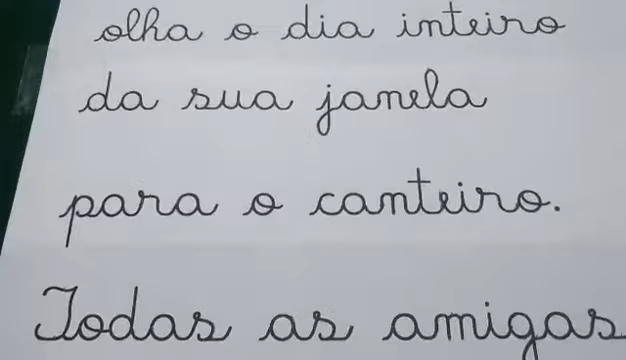 olha o dia inteiro
da sua janela
para o canteiro.
Todas as amigas